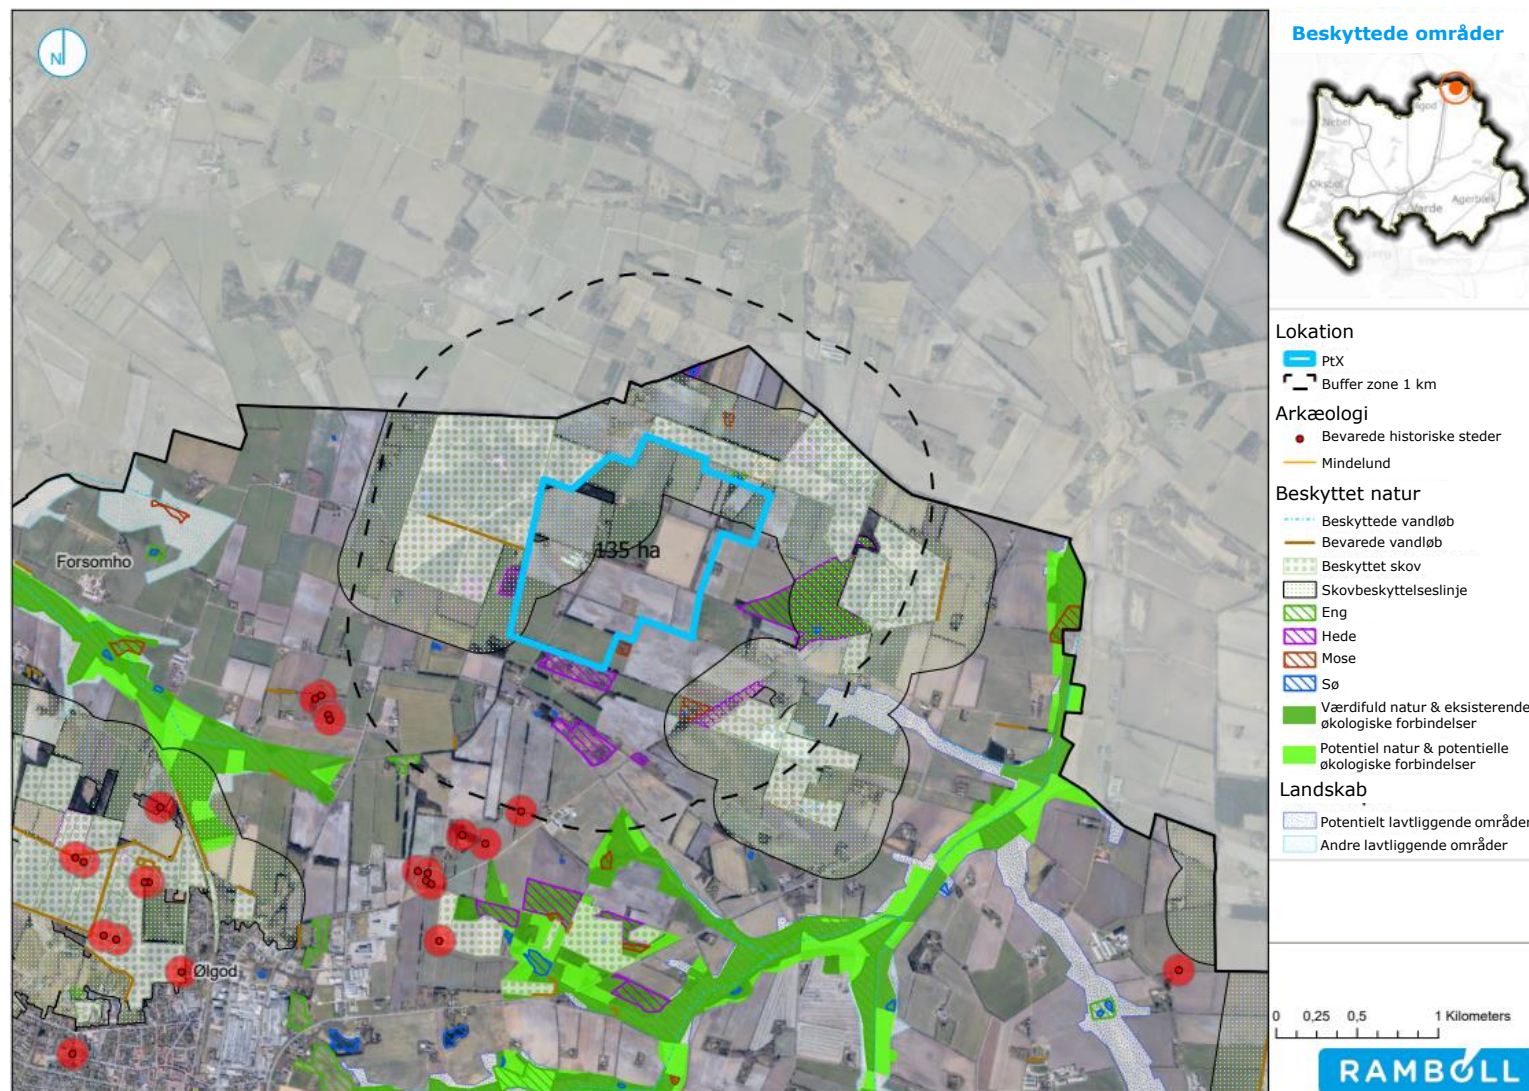 N
Forsomho
135 ha
Ølgod
Beskyttede områder
lgod
Nebel
Oksbøl
Varde
Agerbæk
Lokation
PtX
Buffer zone 1 km
Arkæologi
Bevarede historiske steder
Mindelund
Beskyttet natur
Beskyttede vandløb
Bevarede vandløb
Beskyttet skov
Skovbeskyttelseslinje
Eng
Hede
Mose
Sø
Værdifuld natur & eksisterende
økologiske forbindelser
Potentiel natur & potentielle
økologiske forbindelser
Landskab
Potentielt lavtliggende områder
Andre lavtliggende områder
0 0,25 0,5 1 Kilometers
RAMBOLL